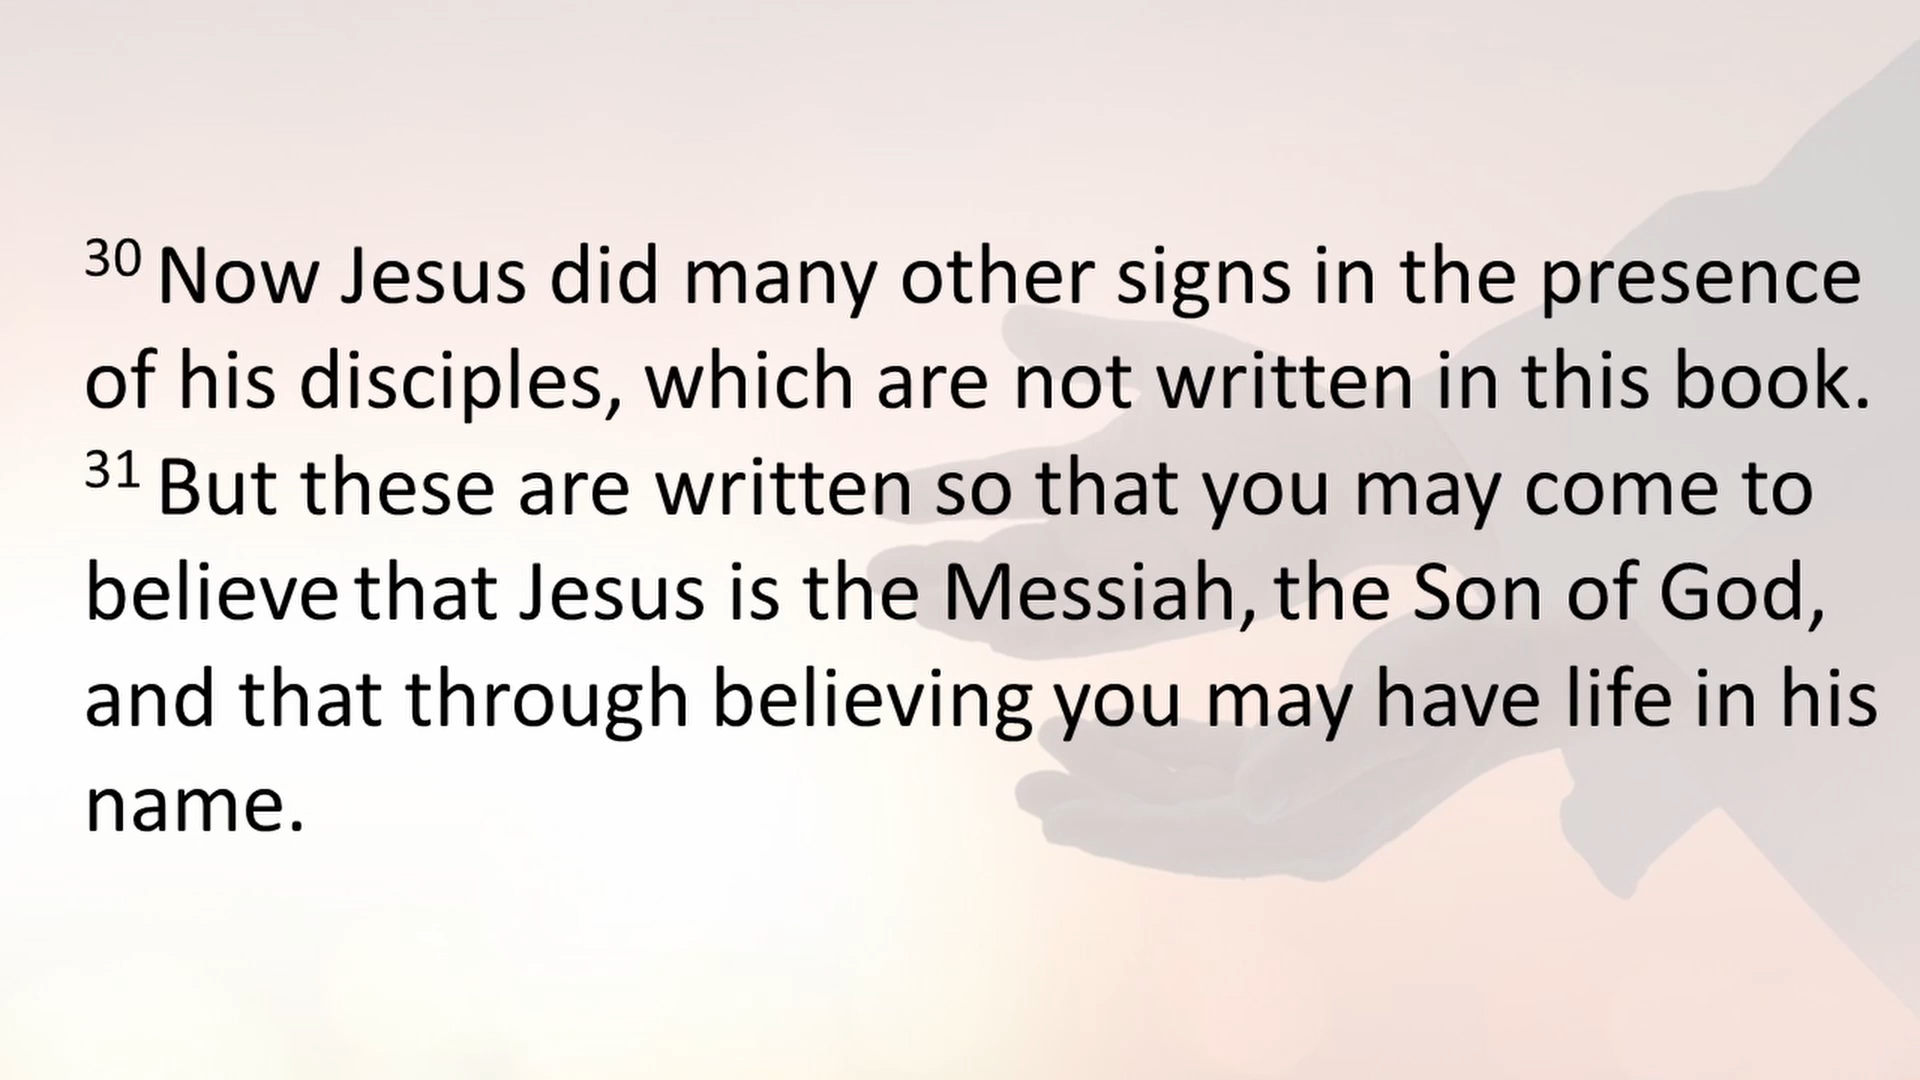 30 Now Jesus did many other signs in the presence
of his disciples, which are not written in this book.
31 But these are written so that you may come to
believe that Jesus is the Messiah, the Son of God,
and that through believing you may have life in his
name.